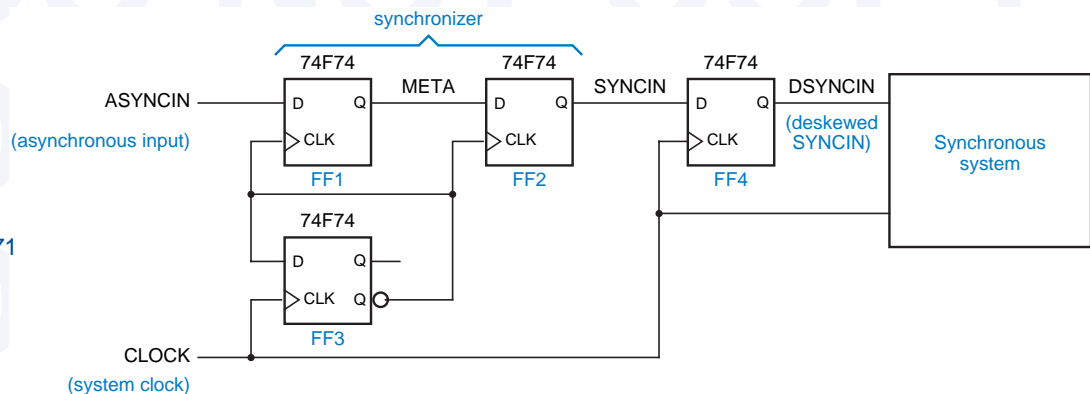 synchronizer
74F74
74F74
74F74
ASYNCIN
(asynchronous input)
D
Q
CLK
FF1
META
D
Q
CLK
FF2
SYNCIN
D
Q
CLK
FF4
DSYNCIN
(deskewed
SYNCIN)
Synchronous
system
74F74
D
Q
CLK
Q
FF3
71
CLOCK
(system clock)